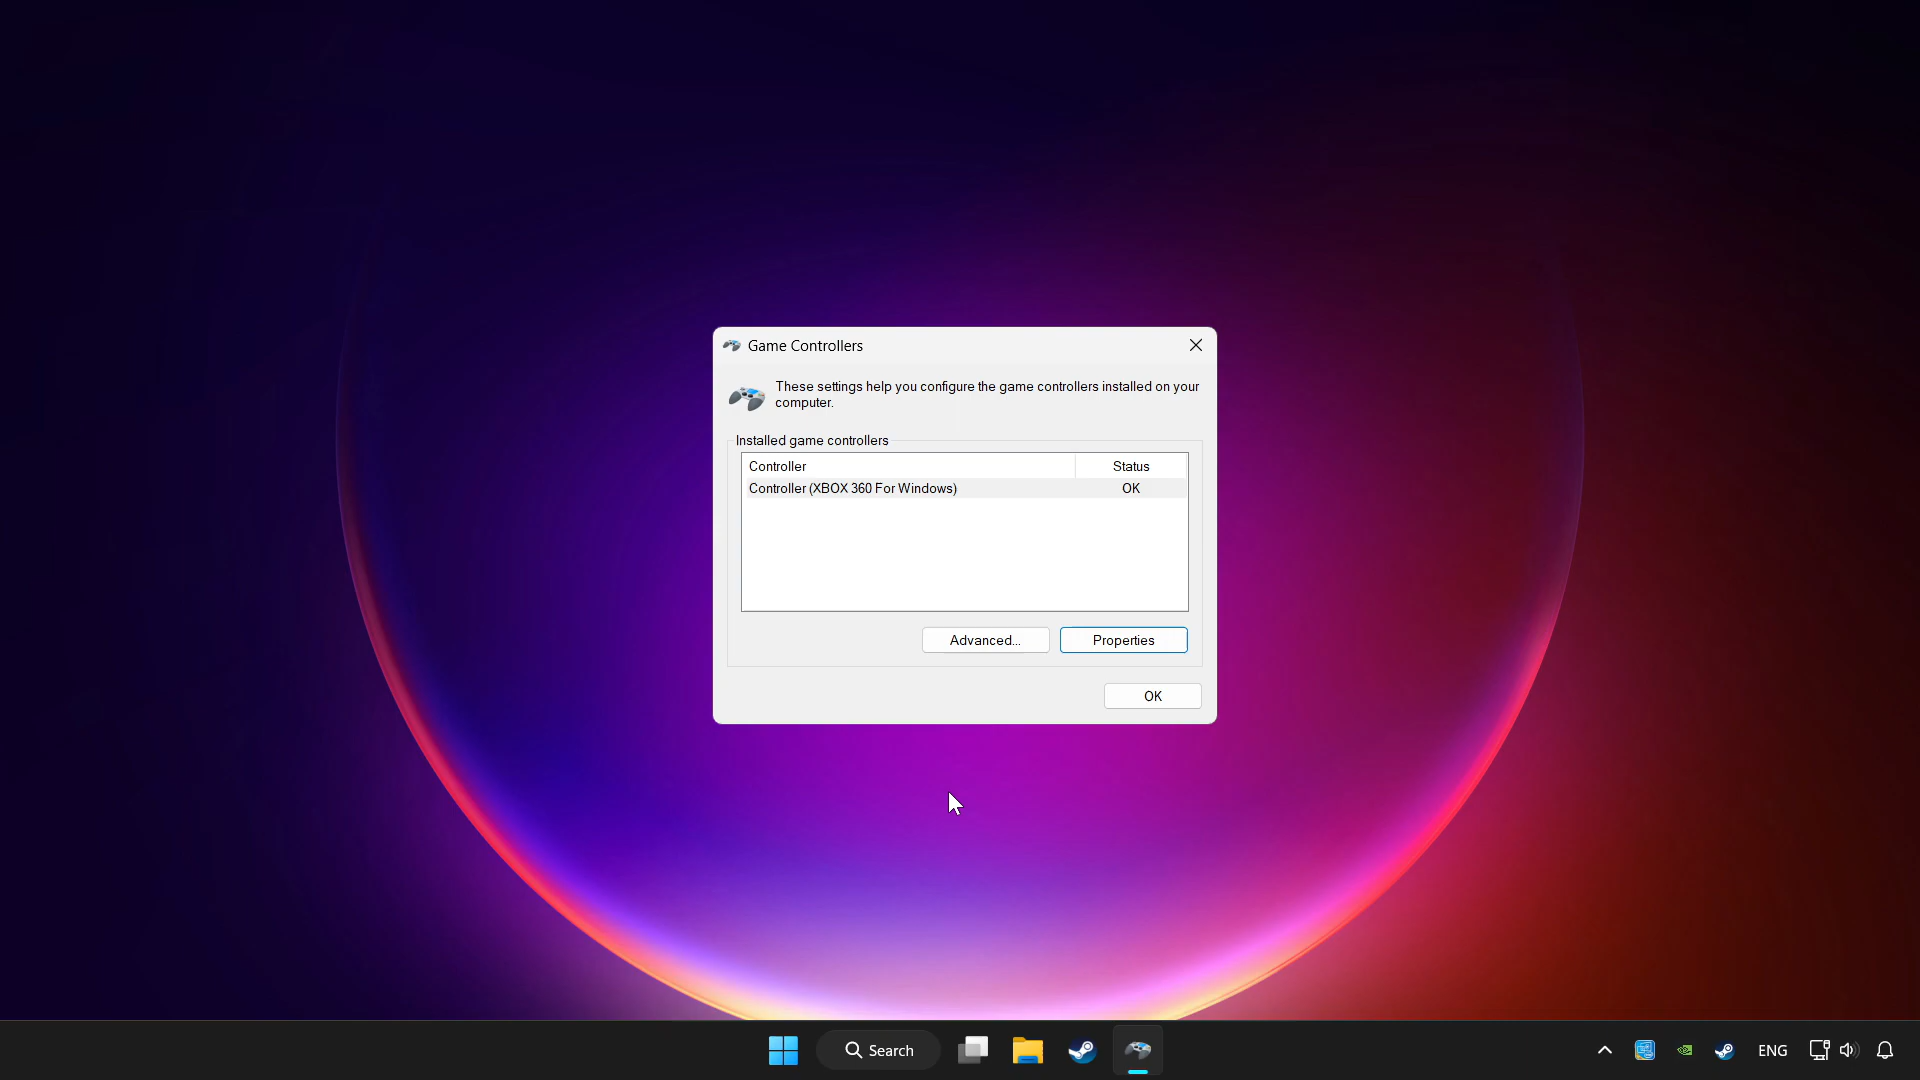 Game Controllers
These settings help you configure the game controllers installed on your
computer.
Installed game controllers
Controller Status
Controller (XBOX 360 For Windows) OK
Advanced... Properties
OK
Search ENG